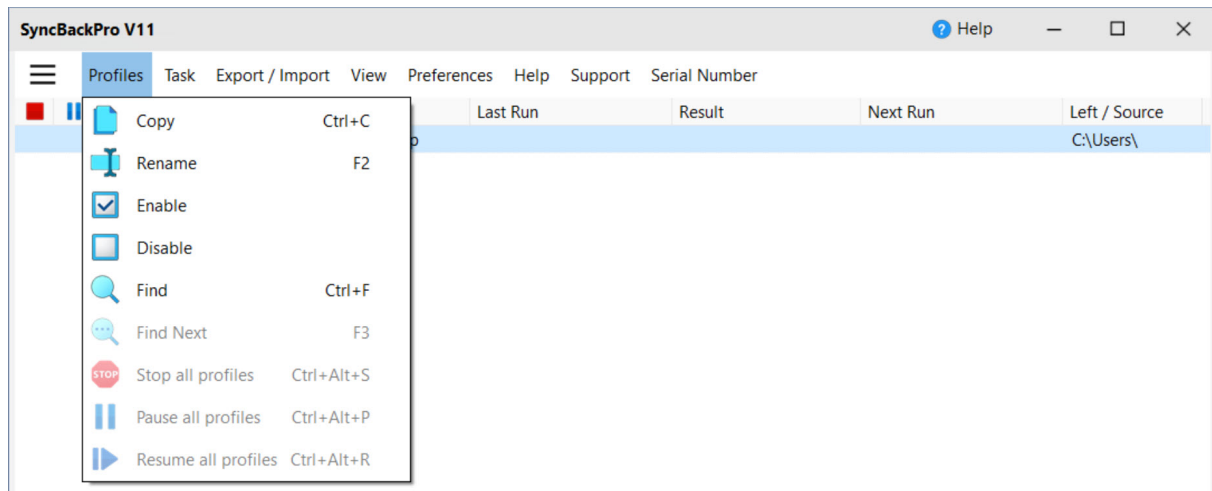 SyncBackPro V11
? Help
Profiles Task Export / Import View Preferences Help Support Serial Number
Last Run Result Next Run Left / Source
C:\Users\
Copy Ctrl+C
Rename F2
Enable
Disable
Find Ctrl+F
Find Next F3
STOP Stop all profiles Ctrl+Alt+S
Pause all profiles Ctrl+Alt+P
Resume all profiles Ctrl+Alt+R